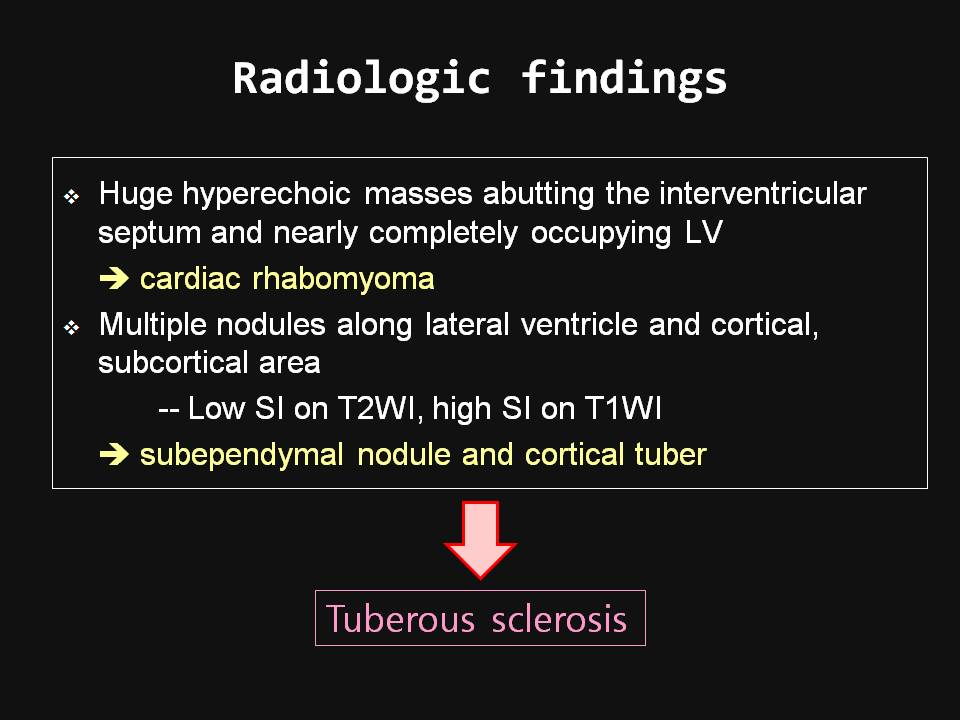 Radiologic findings
❖ Huge hyperechoic masses abutting the interventricular
septum and nearly completely occupying LV
➔ cardiac rhabomyoma
❖ Multiple nodules along lateral ventricle and cortical,
subcortical area
-- Low SI on T2WI, high SI on T1WI
➔ subependymal nodule and cortical tuber
Tuberous sclerosis